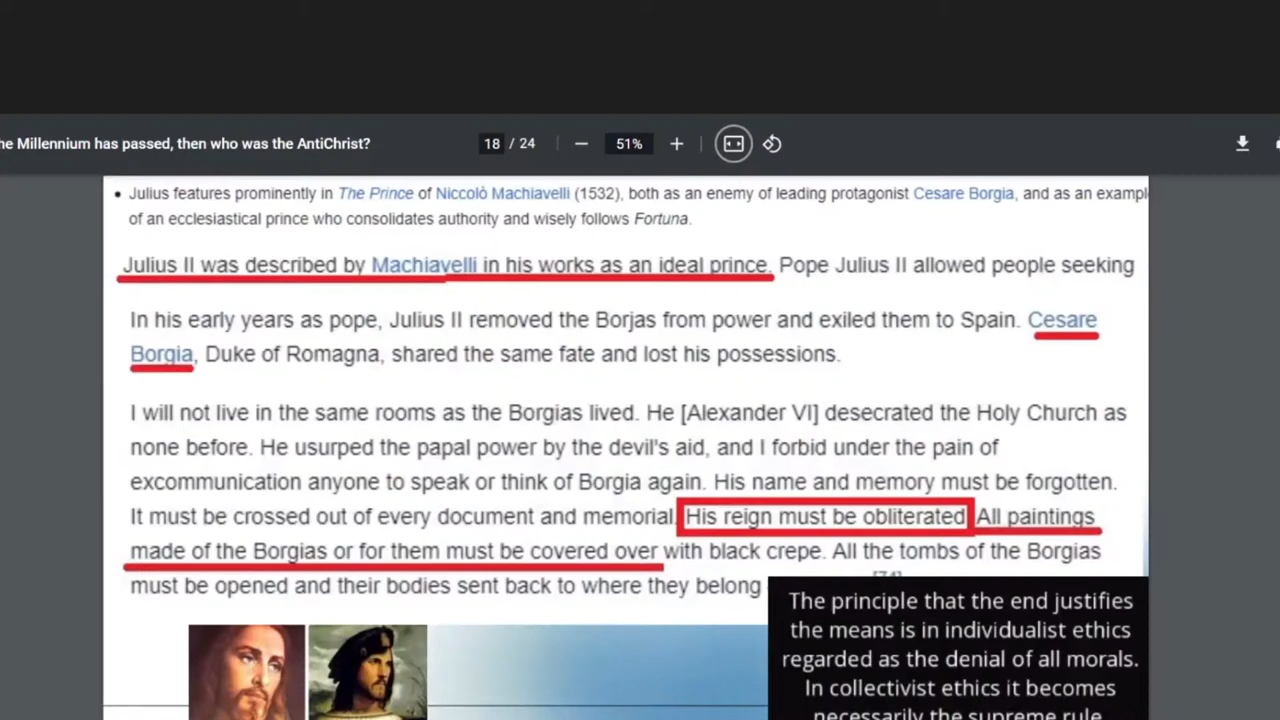 he Millennium has passed, then who was the AntiChrist?
18 / 24
51%
• Julius features prominently in The Prince of Niccolò Machiavelli (1532), both as an enemy of leading protagonist Cesare Borgia, and as an exampl
of an ecclesiastical prince who consolidates authority and wisely follows Fortuna.
Julius II was described by Machiavelli in his works as an ideal prince. Pope Julius II allowed people seeking
In his early years as pope, Julius II removed the Borjas from power and exiled them to Spain. Cesare
Borgia, Duke of Romagna, shared the same fate and lost his possessions.
I will not live in the same rooms as the Borgias lived. He [Alexander VI] desecrated the Holy Church as
none before. He usurped the papal power by the devil's aid, and I forbid under the pain of
excommunication anyone to speak or think of Borgia again. His name and memory must be forgotten.
It must be crossed out of every document and memorial. His reign must be obliterated. All paintings
made of the Borgias or for them must be covered over with black crepe. All the tombs of the Borgias
must be opened and their bodies sent back to where they belong
The principle that the end justifies
the means is in individualist ethics
regarded as the denial of all morals.
In collectivist ethics it becomes
necessarily the supreme rule